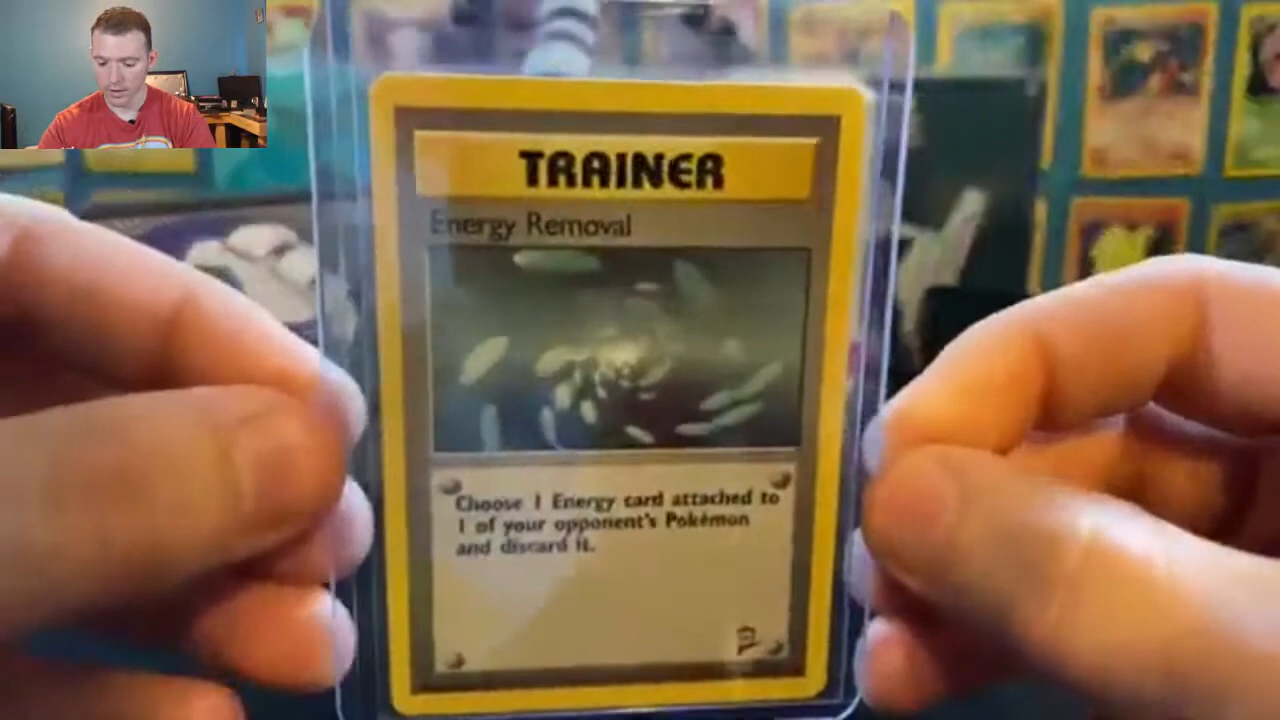 TRAINER
Energy Removal
Choose 1 Energy card attached to
1 of your opponent's Pokémon
and discard it.